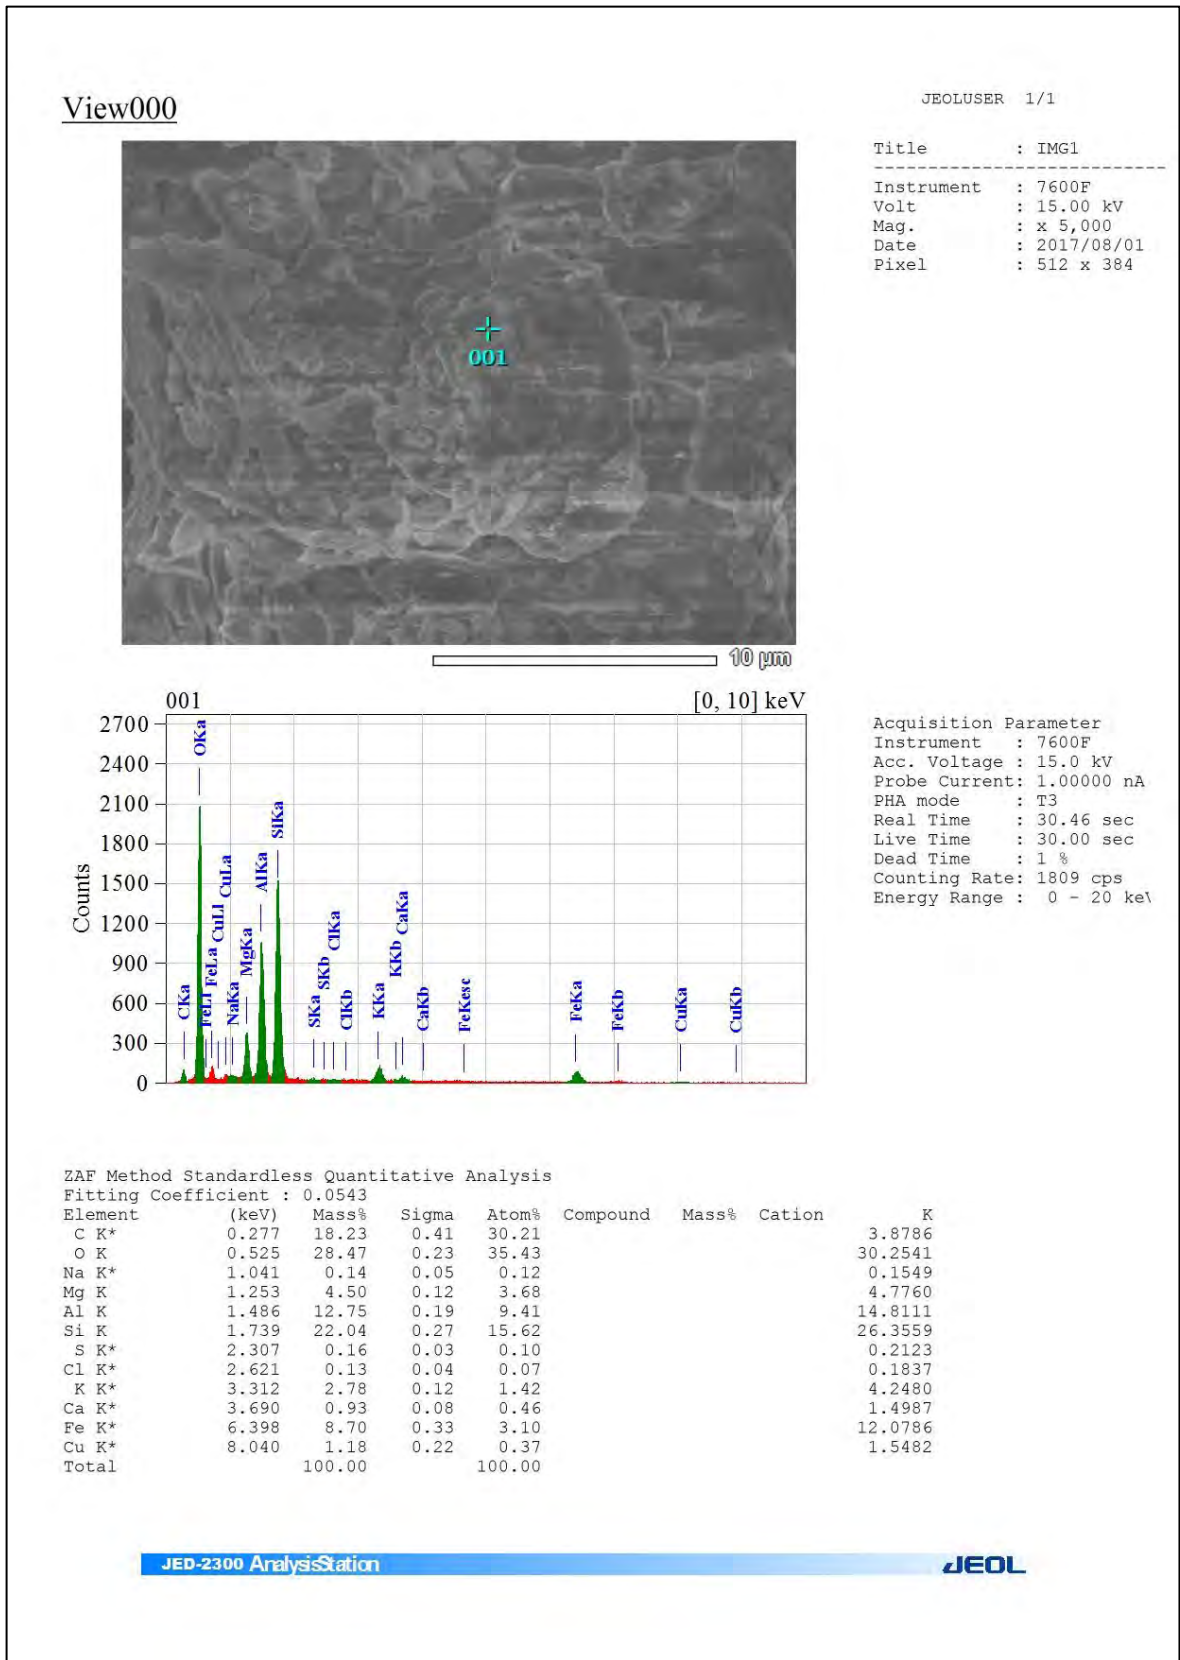 View000
JEOLUSER 1/1
Title : IMG1
----------------------------
Instrument : 7600F
Volt : 15.00 kV
Mag. : x 5,000
Date : 2017/08/01
Pixel : 512 x 384
001
10 μm
001 [0, 10] keV
2700
2400
2100
1800
1500
1200
900
600
300
0
Counts
CKa
OKa
FeLl
FeLa
CuLl
CuLa
NaKa
MgKa
AlKa
SiKa
SKa
SKb
ClKa
ClKb
KKa
KKb
CaKa
CaKb
FeKesc
FeKa
FeKb
CuKa
CuKb
Acquisition Parameter
Instrument : 7600F
Acc. Voltage : 15.0 kV
Probe Current: 1.00000 nA
PHA mode : T3
Real Time : 30.46 sec
Live Time : 30.00 sec
Dead Time : 1 %
Counting Rate: 1809 cps
Energy Range : 0 - 20 keV
ZAF Method Standardless Quantitative Analysis
Fitting Coefficient : 0.0543
Element (keV) Mass% Sigma Atom% Compound Mass% Cation K
C K* 0.277 18.23 0.41 30.21 3.8786
O K 0.525 28.47 0.23 35.43 30.2541
Na K* 1.041 0.14 0.05 0.12 0.1549
Mg K 1.253 4.50 0.12 3.68 4.7760
Al K 1.486 12.75 0.19 9.41 14.8111
Si K 1.739 22.04 0.27 15.62 26.3559
S K* 2.307 0.16 0.03 0.10 0.2123
Cl K* 2.621 0.13 0.04 0.07 0.1837
K K* 3.312 2.78 0.12 1.42 4.2480
Ca K* 3.690 0.93 0.08 0.46 1.4987
Fe K* 6.398 8.70 0.33 3.10 12.0786
Cu K* 8.040 1.18 0.22 0.37 1.5482
Total 100.00 100.00
JED-2300 AnalysisStation
JEOL